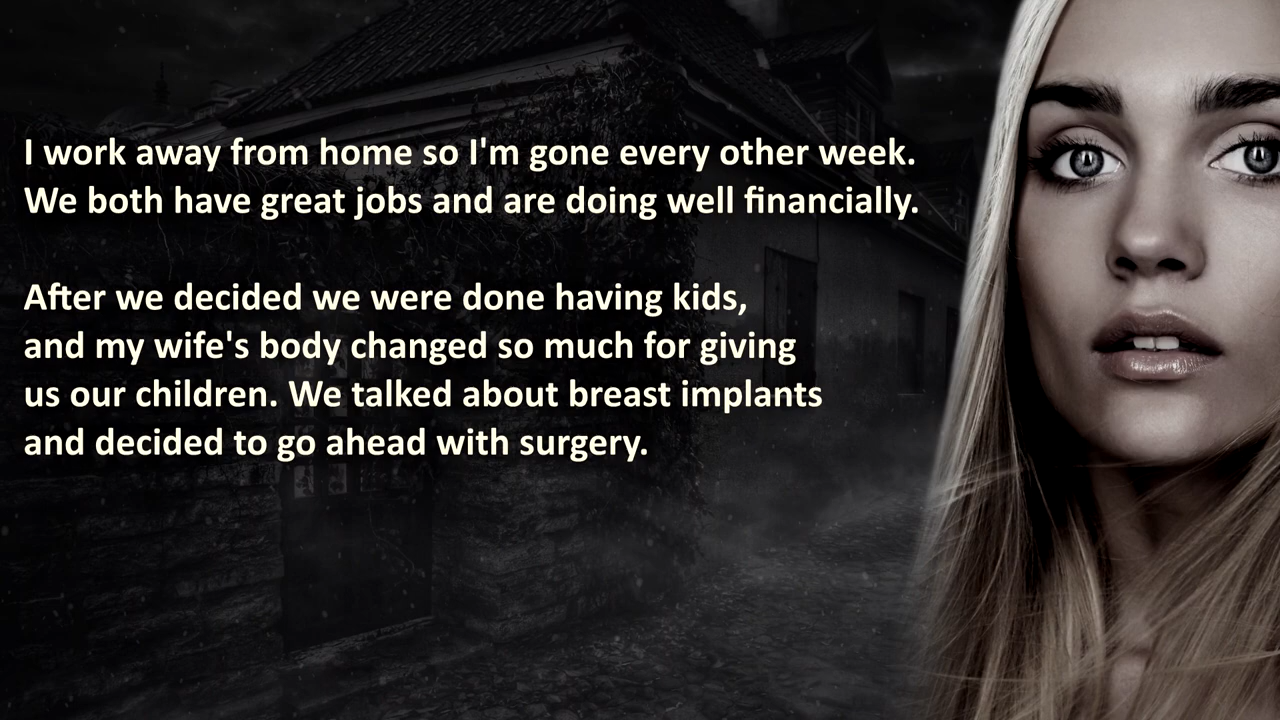 I work away from home so I'm gone every other week.
We both have great jobs and are doing well financially.
After we decided we were done having kids,
and my wife's body changed so much for giving
us our children. We talked about breast implants
and decided to go ahead with surgery.